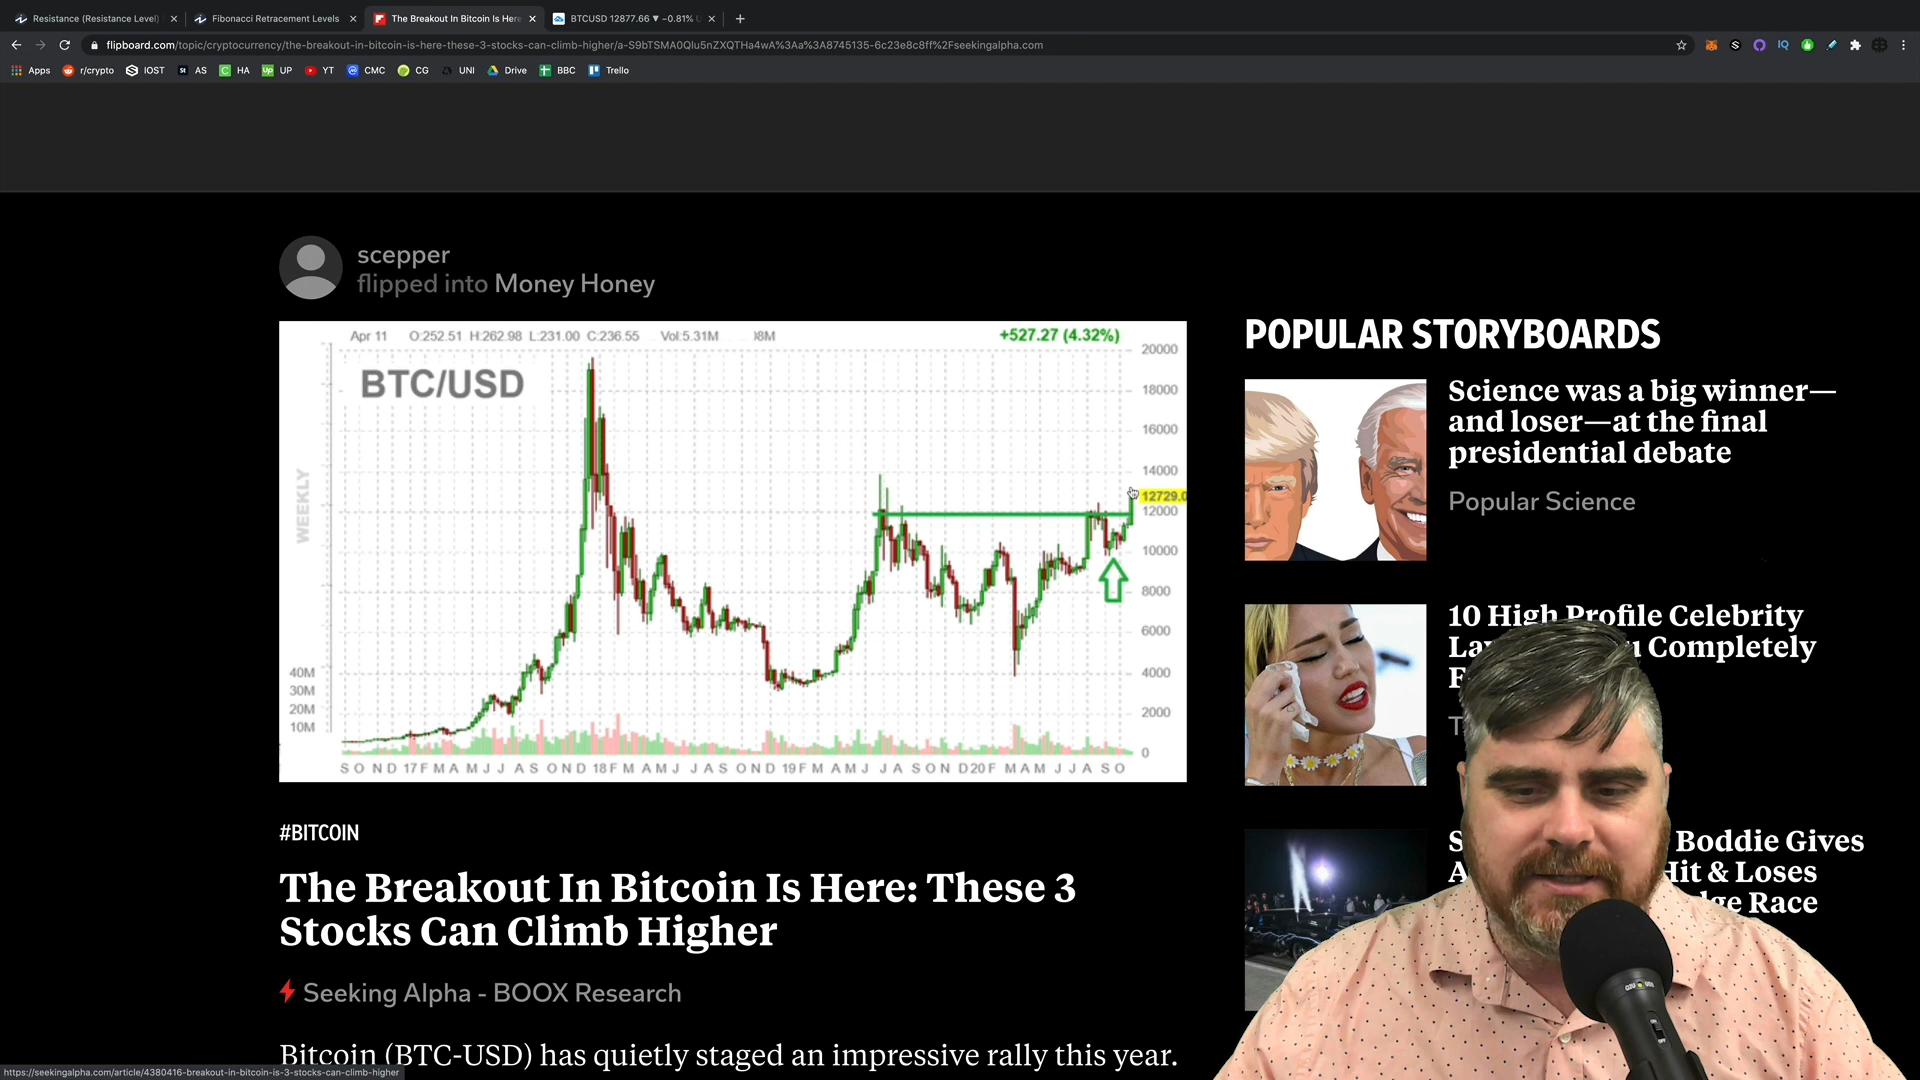 Resistance (Resistance Level)
Fibonacci Retracement Levels
The Breakout In Bitcoin Is Here
BTCUSD 12877.66 ▼ −0.81%
flipboard.com/topic/cryptocurrency/the-breakout-in-bitcoin-is-here-these-3-stocks-can-climb-higher/a-S9bTSMA0Qlu5nZXQTHa4wA%3Aa%3A8745135-6c23e8c8ff%2Fseekingalpha.com
Apps r/crypto IOST AS HA UP YT CMC CG UNI Drive BBC Trello
scepper
flipped into Money Honey
Apr 11 O:252.51 H:262.98 L:231.00 C:236.55 Vol:5.31M
+527.27 (4.32%)
BTC/USD
WEEKLY
20000
18000
16000
14000
12729.0
12000
10000
8000
6000
4000
2000
0
40M
30M
20M
10M
S O N D 17 F M A M J J A S O N D 18 F M A M J J A S O N D 19 F M A M J J A S O N D 20 F M A M J J A S O
#BITCOIN
The Breakout In Bitcoin Is Here: These 3
Stocks Can Climb Higher
Seeking Alpha - BOOX Research
Bitcoin (BTC-USD) has quietly staged an impressive rally this year.
POPULAR STORYBOARDS
Science was a big winner—
and loser—at the final
presidential debate
Popular Science
10 High Profile Celebrity
Completely
Boddie Gives
Hit & Loses
Race
https://seekingalpha.com/article/4380416-breakout-in-bitcoin-is-3-stocks-can-climb-higher